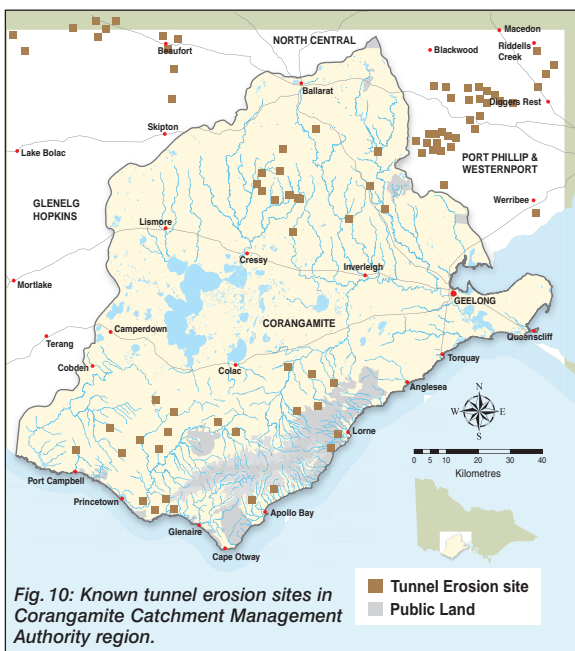 NORTH CENTRAL
Macedon
Riddells
Creek
Beaufort
Blackwood
Ballarat
Diggers Rest
Skipton
Lake Bolac
PORT PHILLIP &
WESTERNPORT
GLENELG
HOPKINS
Werribee
Lismore
Cressy
Inverleigh
Mortlake
GEELONG
CORANGAMITE
Camperdown
Queenscliff
Terang
Torquay
Cobden
Colac
Anglesea
N
W
E
S
Lorne
0 5 10 20 30 40
Kilometres
Port Campbell
Princetown
Apollo Bay
Glenaire
Cape Otway
Fig. 10: Known tunnel erosion sites in
Corangamite Catchment Management
Authority region.
Tunnel Erosion site
Public Land